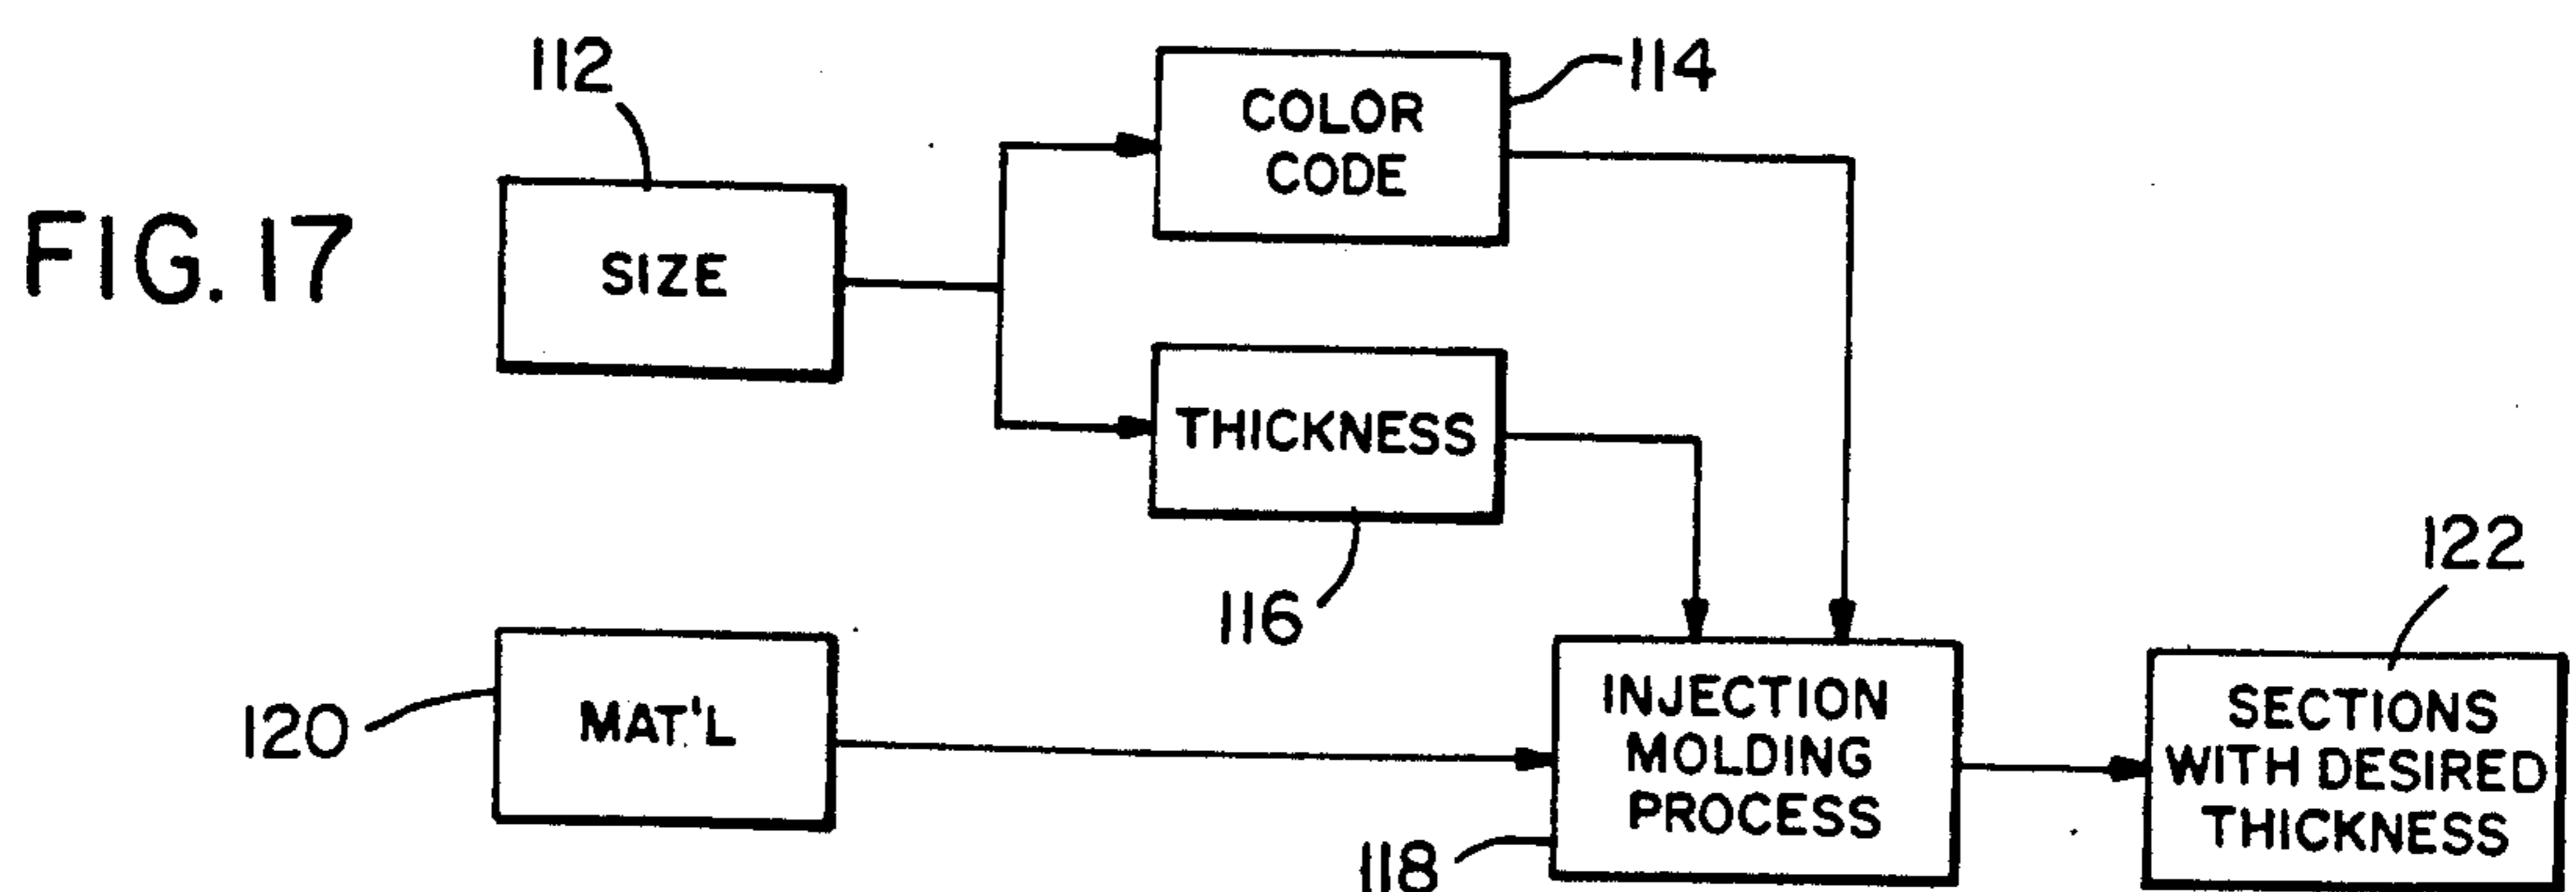 FIG. 17
112
SIZE
COLOR
CODE
114
THICKNESS
116
120
MAT'L
INJECTION
MOLDING
PROCESS
118
122
SECTIONS
WITH DESIRED
THICKNESS